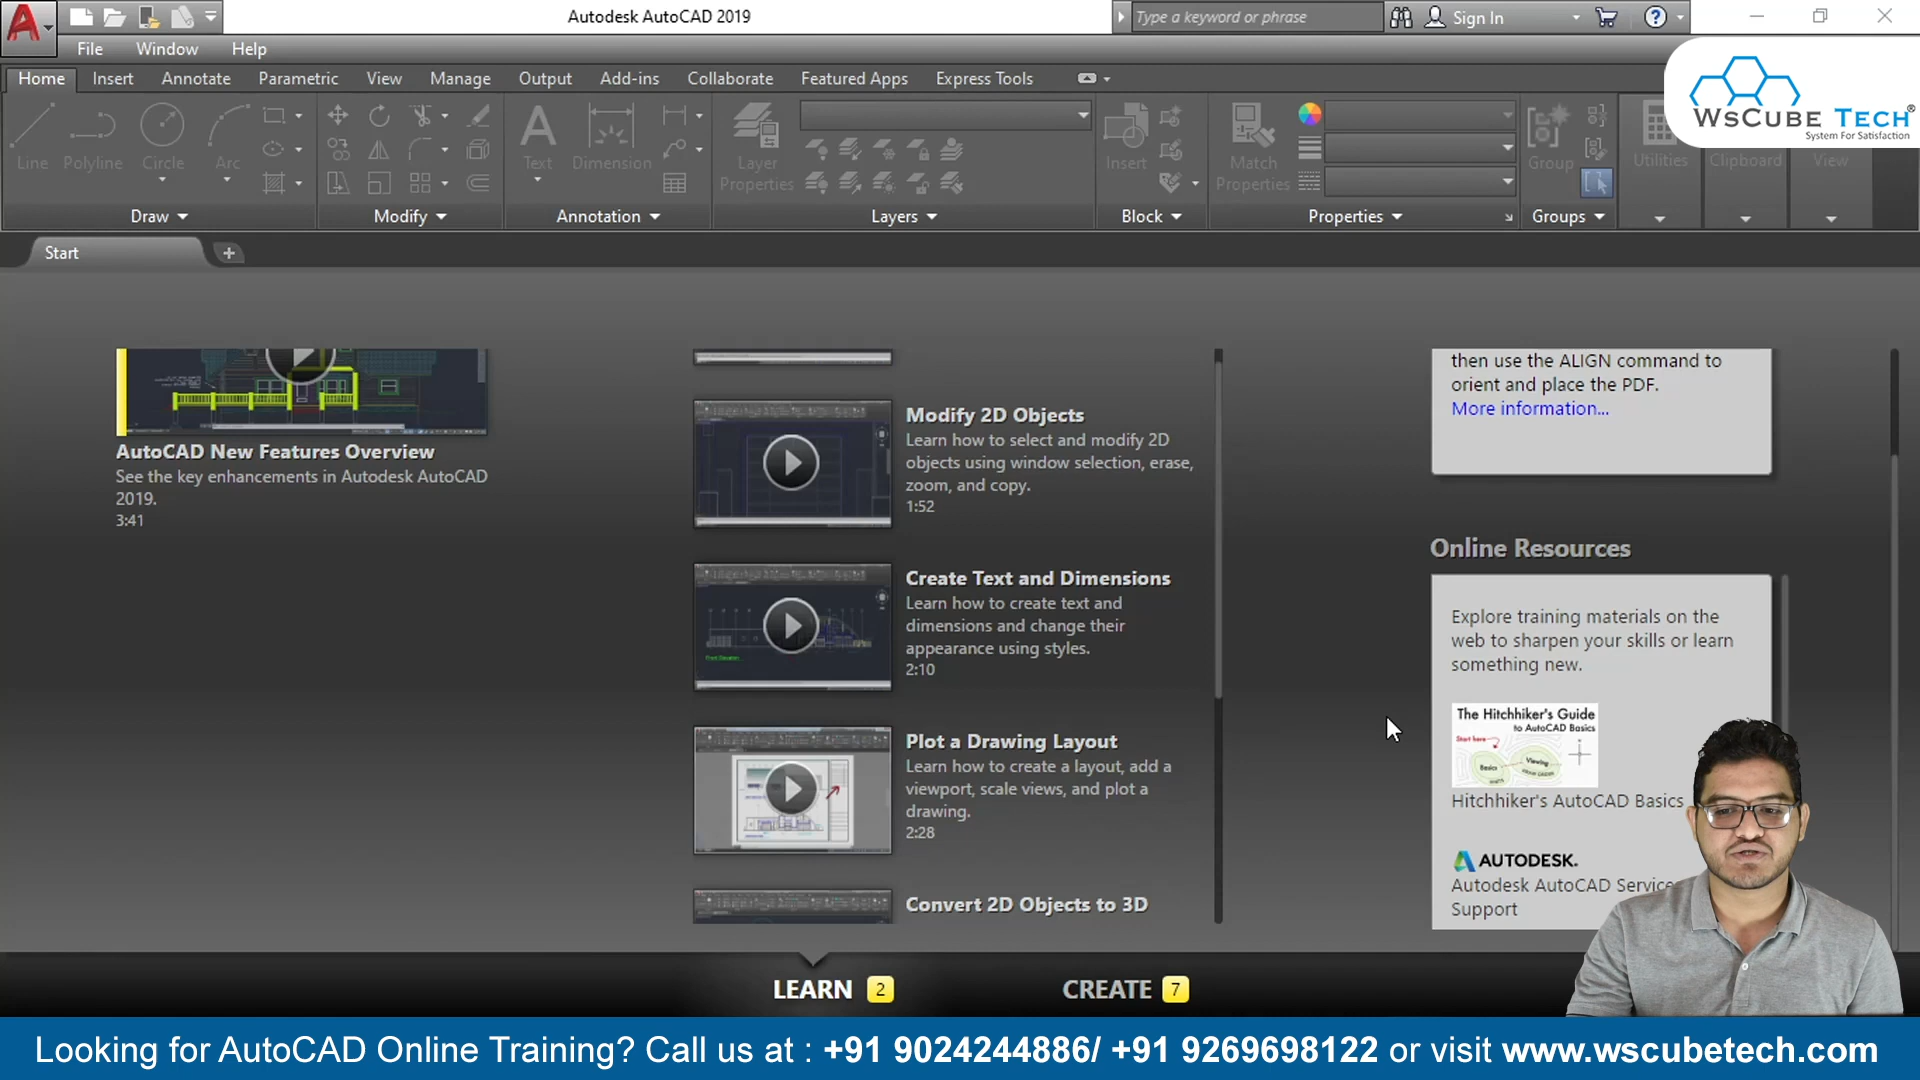 Autodesk AutoCAD 2019
Type a keyword or phrase
Sign In
File Window Help
Home Insert Annotate Parametric View Manage Output Add-ins Collaborate Featured Apps Express Tools
WsCube Tech®
System For Satisfaction
Line Polyline Circle Arc
Text Dimension
Layer Properties
Insert
Match Properties
Group
Utilities Clipboard View
Draw Modify Annotation Layers Block Properties Groups
Start
AutoCAD New Features Overview
See the key enhancements in Autodesk AutoCAD
2019.
3:41
Modify 2D Objects
Learn how to select and modify 2D
objects using window selection, erase,
zoom, and copy.
1:52
Create Text and Dimensions
Learn how to create text and
dimensions and change their
appearance using styles.
2:10
Plot a Drawing Layout
Learn how to create a layout, add a
viewport, scale views, and plot a
drawing.
2:28
Convert 2D Objects to 3D
then use the ALIGN command to
orient and place the PDF.
More information...
Online Resources
Explore training materials on the
web to sharpen your skills or learn
something new.
The Hitchhiker's Guide
to AutoCAD Basics
Start here
Basics
Viewing
Hitchhiker's AutoCAD Basics
AUTODESK.
Autodesk AutoCAD Service
Support
LEARN 2
CREATE 7
Looking for AutoCAD Online Training? Call us at : +91 9024244886/ +91 9269698122 or visit www.wscubetech.com